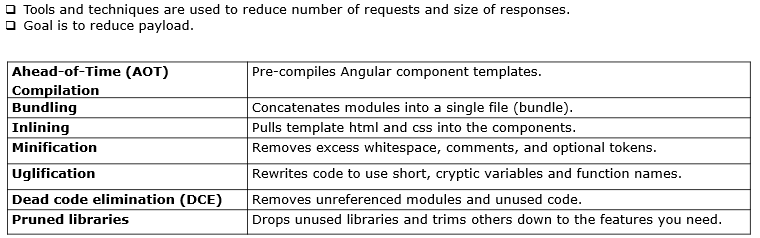 ❑ Tools and techniques are used to reduce number of requests and size of responses.
❑ Goal is to reduce payload.
Ahead-of-Time (AOT) Pre-compiles Angular component templates.
Compilation
Bundling Concatenates modules into a single file (bundle).
Inlining Pulls template html and css into the components.
Minification Removes excess whitespace, comments, and optional tokens.
Uglification Rewrites code to use short, cryptic variables and function names.
Dead code elimination (DCE) Removes unreferenced modules and unused code.
Pruned libraries Drops unused libraries and trims others down to the features you need.